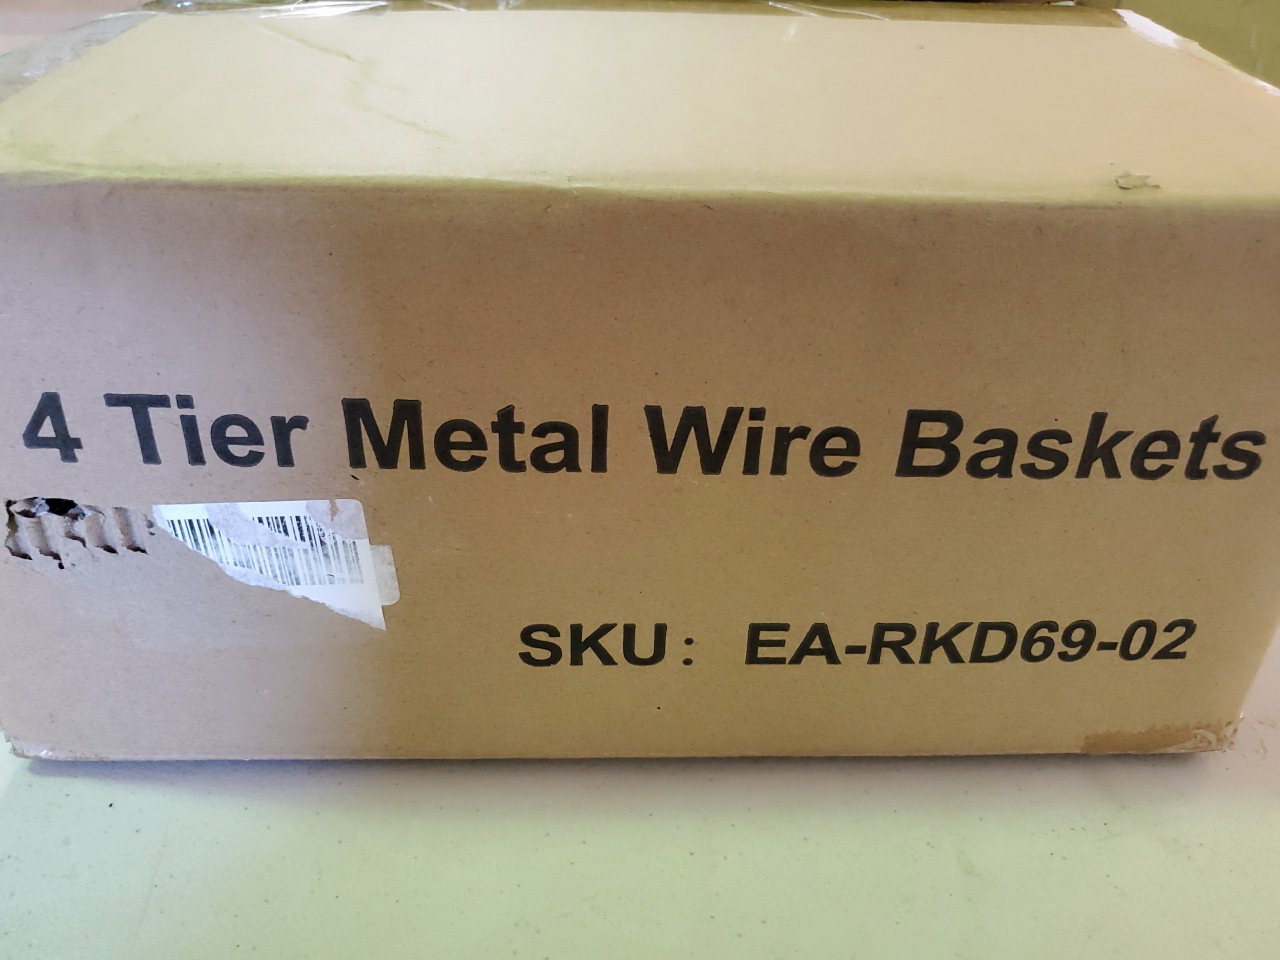 4 Tier Metal Wire Baskets
SKU: EA-RKD69-02